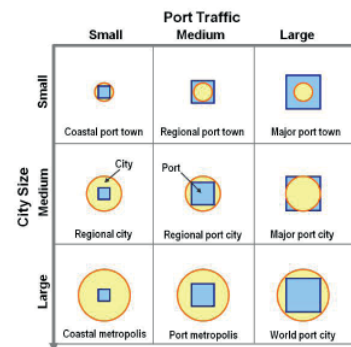 Port Traffic
Small Medium Large
City Size
Small
Coastal port town Regional port town Major port town
Medium
City Port
Regional city Regional port city Major port city
Large
Coastal metropolis Port metropolis World port city